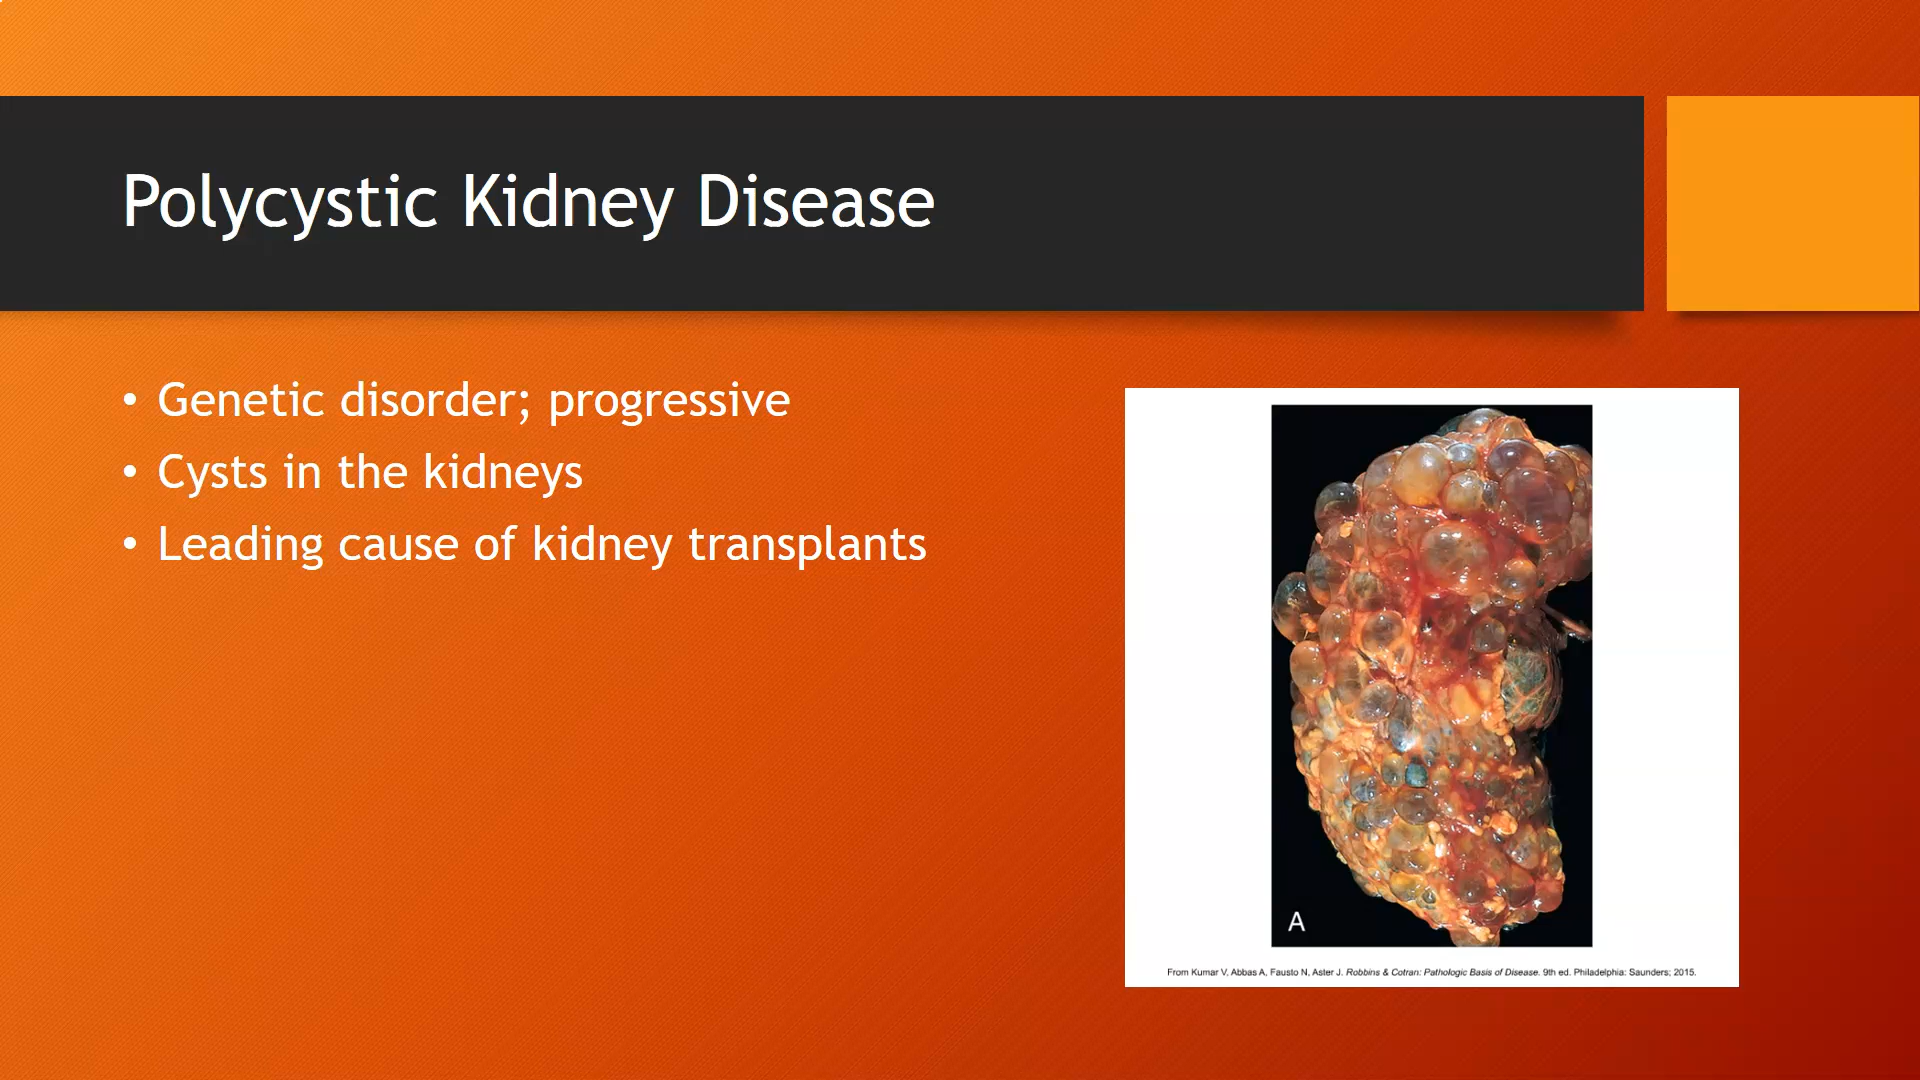 Polycystic Kidney Disease
• Genetic disorder; progressive
• Cysts in the kidneys
• Leading cause of kidney transplants
A
From Kumar V, Abbas A, Fausto N, Aster J. Robbins & Cotran: Pathologic Basis of Disease. 9th ed. Philadelphia: Saunders; 2015.